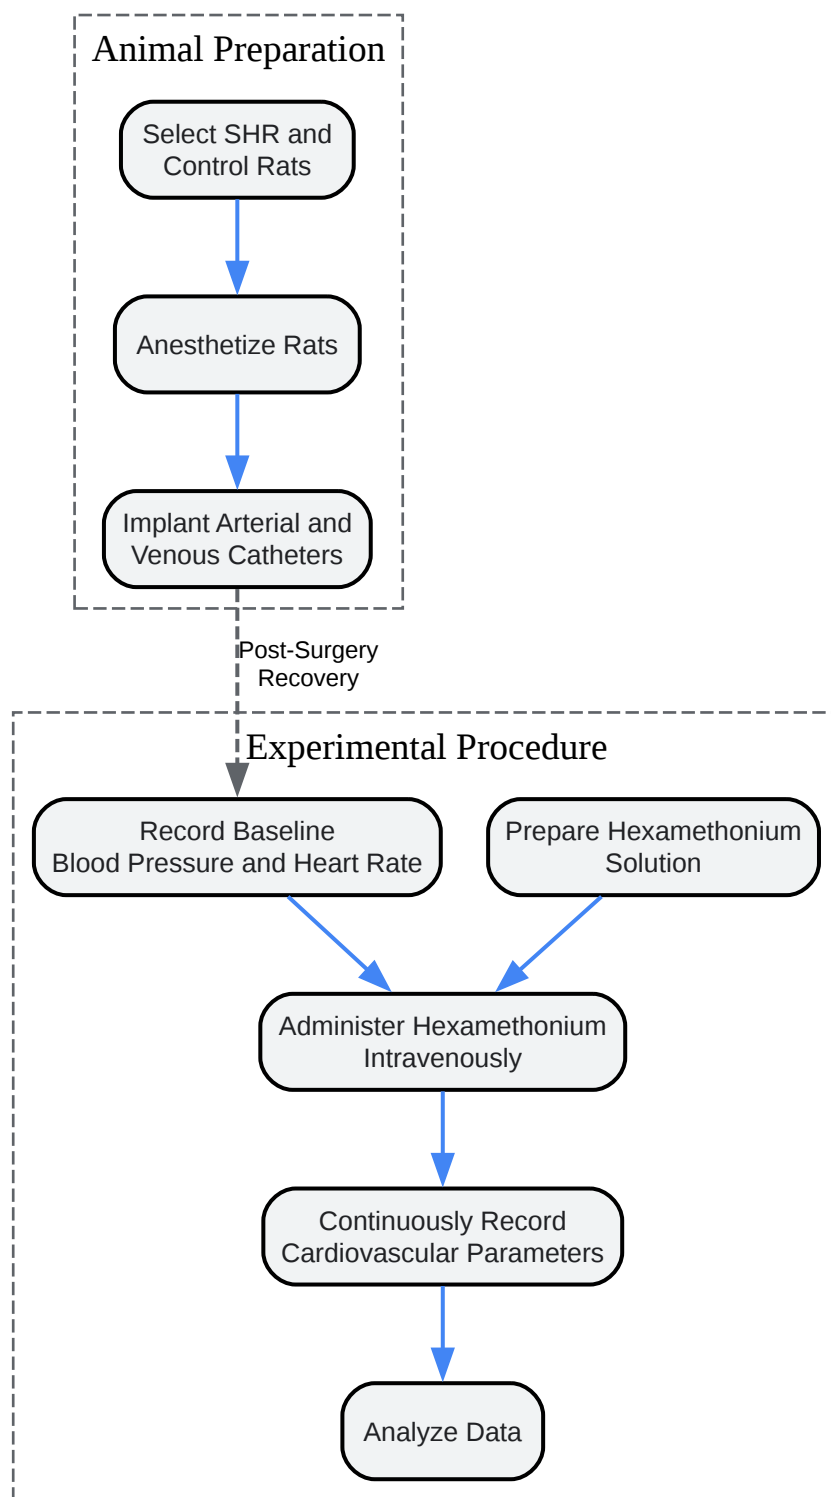 Animal Preparation
Select SHR and
Control Rats
Anesthetize Rats
Implant Arterial and
Venous Catheters
Post-Surgery
Recovery
Experimental Procedure
Record Baseline
Blood Pressure and Heart Rate
Prepare Hexamethonium
Solution
Administer Hexamethonium
Intravenously
Continuously Record
Cardiovascular Parameters
Analyze Data